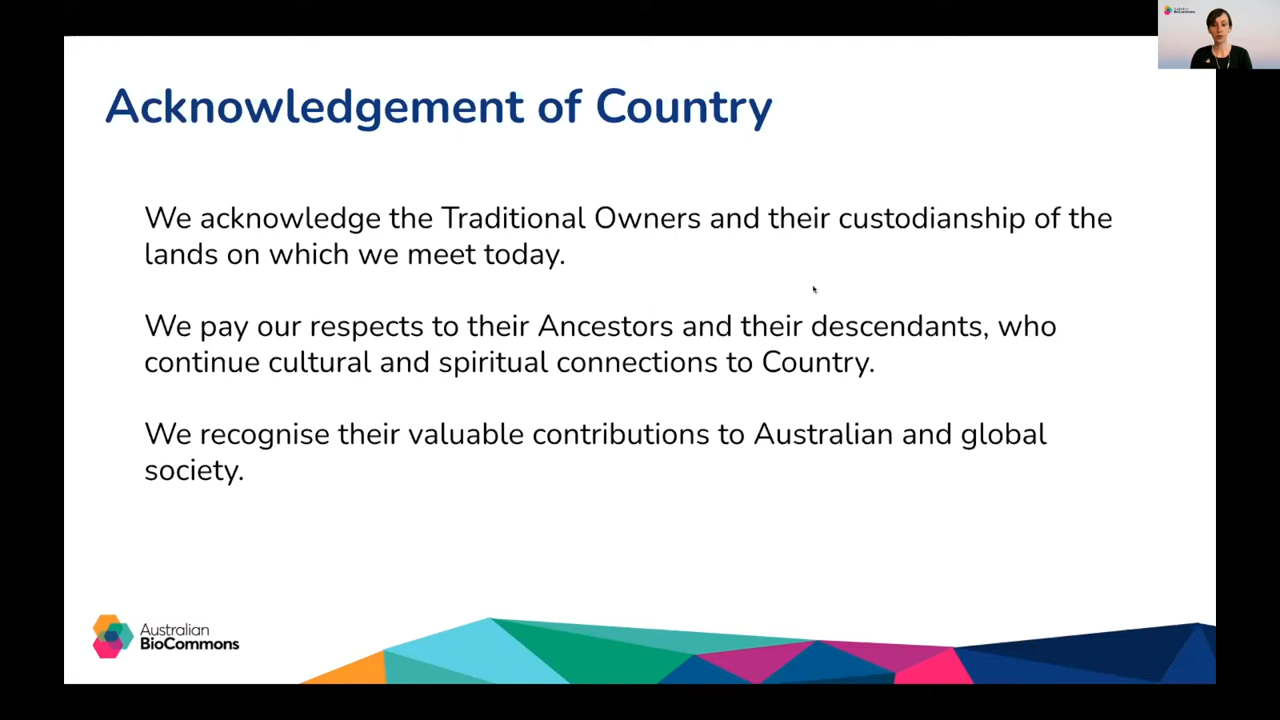 Acknowledgement of Country
We acknowledge the Traditional Owners and their custodianship of the
lands on which we meet today.
We pay our respects to their Ancestors and their descendants, who
continue cultural and spiritual connections to Country.
We recognise their valuable contributions to Australian and global
society.
Australian
BioCommons
BioCommons